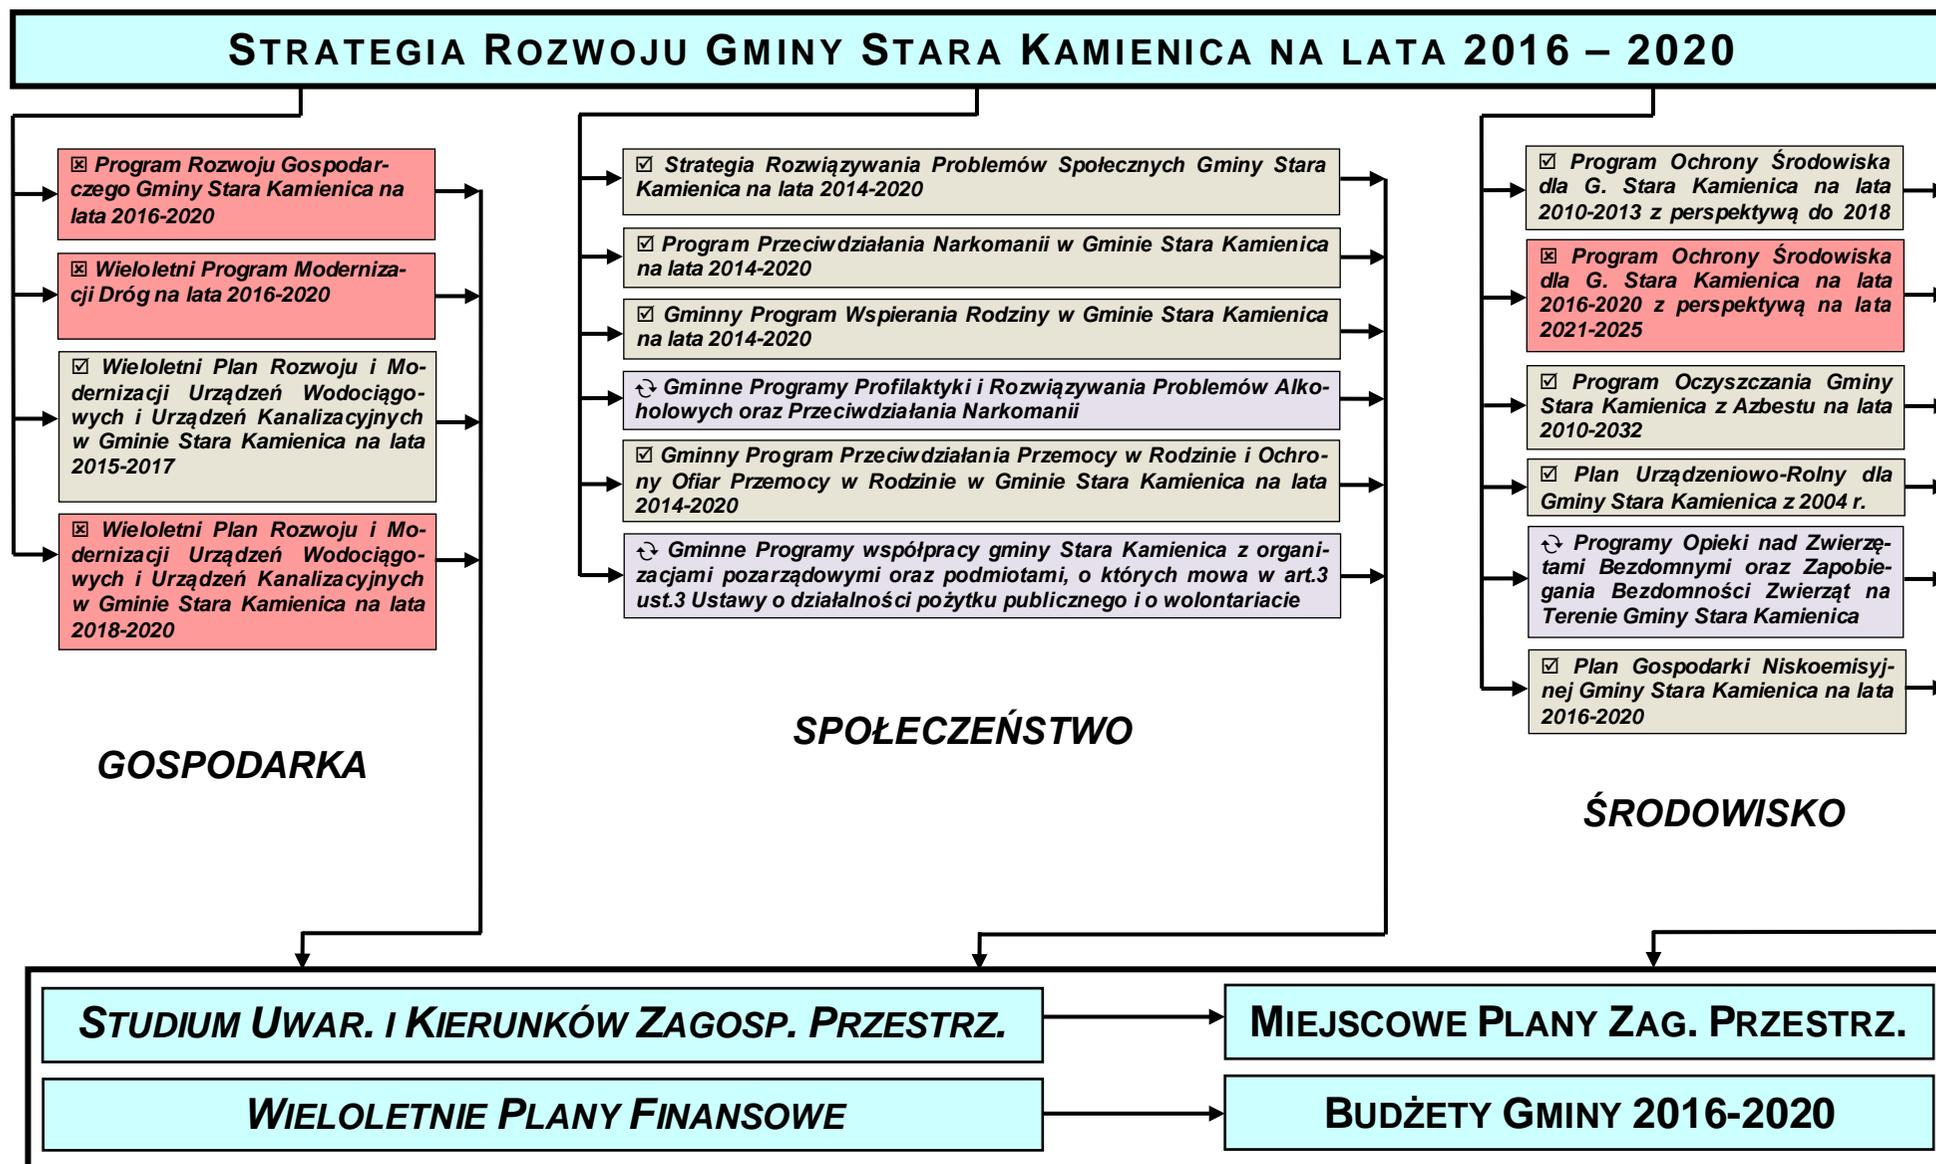 STRATEGIA ROZWOJU GMINY STARA KAMIENICA NA LATA 2016 – 2020
☒ Program Rozwoju Gospodar-
czego Gminy Stara Kamienica na
lata 2016-2020
☒ Wieloletni Program Moderniza-
cji Dróg na lata 2016-2020
☑ Wieloletni Plan Rozwoju i Mo-
dernizacji Urządzeń Wodociągo-
wych i Urządzeń Kanalizacyjnych
w Gminie Stara Kamienica na lata
2015-2017
☒ Wieloletni Plan Rozwoju i Mo-
dernizacji Urządzeń Wodociągo-
wych i Urządzeń Kanalizacyjnych
w Gminie Stara Kamienica na lata
2018-2020
GOSPODARKA
☑ Strategia Rozwiązywania Problemów Społecznych Gminy Stara
Kamienica na lata 2014-2020
☑ Program Przeciwdziałania Narkomanii w Gminie Stara Kamienica
na lata 2014-2020
☑ Gminny Program Wspierania Rodziny w Gminie Stara Kamienica
na lata 2014-2020
Gminne Programy Profilaktyki i Rozwiązywania Problemów Alko-
holowych oraz Przeciwdziałania Narkomanii
☑ Gminny Program Przeciwdziałania Przemocy w Rodzinie i Ochro-
ny Ofiar Przemocy w Rodzinie w Gminie Stara Kamienica na lata
2014-2020
Gminne Programy współpracy gminy Stara Kamienica z organi-
zacjami pozarządowymi oraz podmiotami, o których mowa w art.3
ust.3 Ustawy o działalności pożytku publicznego i o wolontariacie
SPOŁECZEŃSTWO
☑ Program Ochrony Środowiska
dla G. Stara Kamienica na lata
2010-2013 z perspektywą do 2018
☒ Program Ochrony Środowiska
dla G. Stara Kamienica na lata
2016-2020 z perspektywą na lata
2021-2025
☑ Program Oczyszczania Gminy
Stara Kamienica z Azbestu na lata
2010-2032
☑ Plan Urządzeniowo-Rolny dla
Gminy Stara Kamienica z 2004 r.
Programy Opieki nad Zwierzę-
tami Bezdomnymi oraz Zapobie-
gania Bezdomności Zwierząt na
Terenie Gminy Stara Kamienica
☑ Plan Gospodarki Niskoemisyj-
nej Gminy Stara Kamienica na lata
2016-2020
ŚRODOWISKO
STUDIUM UWAR. I KIERUNKÓW ZAGOSP. PRZESTRZ.
MIEJSCOWE PLANY ZAG. PRZESTRZ.
WIELOLETNIE PLANY FINANSOWE
BUDŻETY GMINY 2016-2020